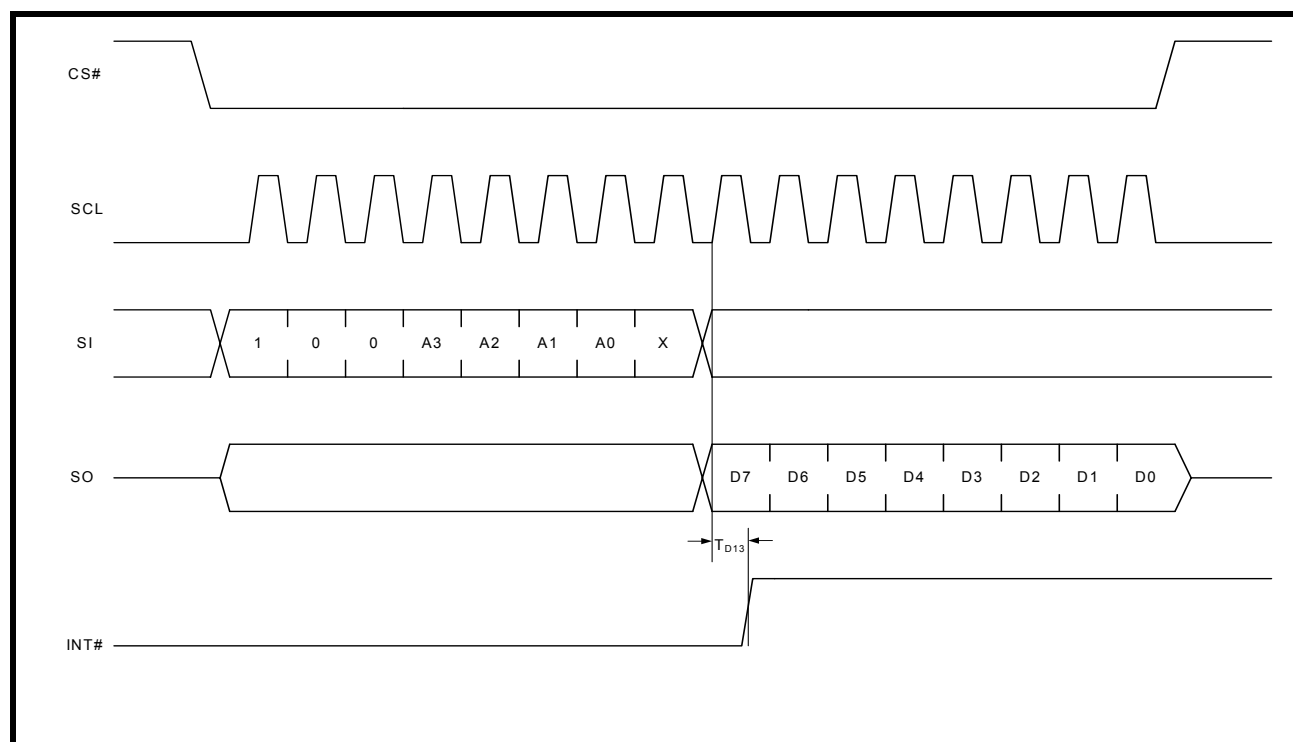 CS#
SCL
SI 1 0 0 A3 A2 A1 A0 X
SO D7 D6 D5 D4 D3 D2 D1 D0
TD13
INT#